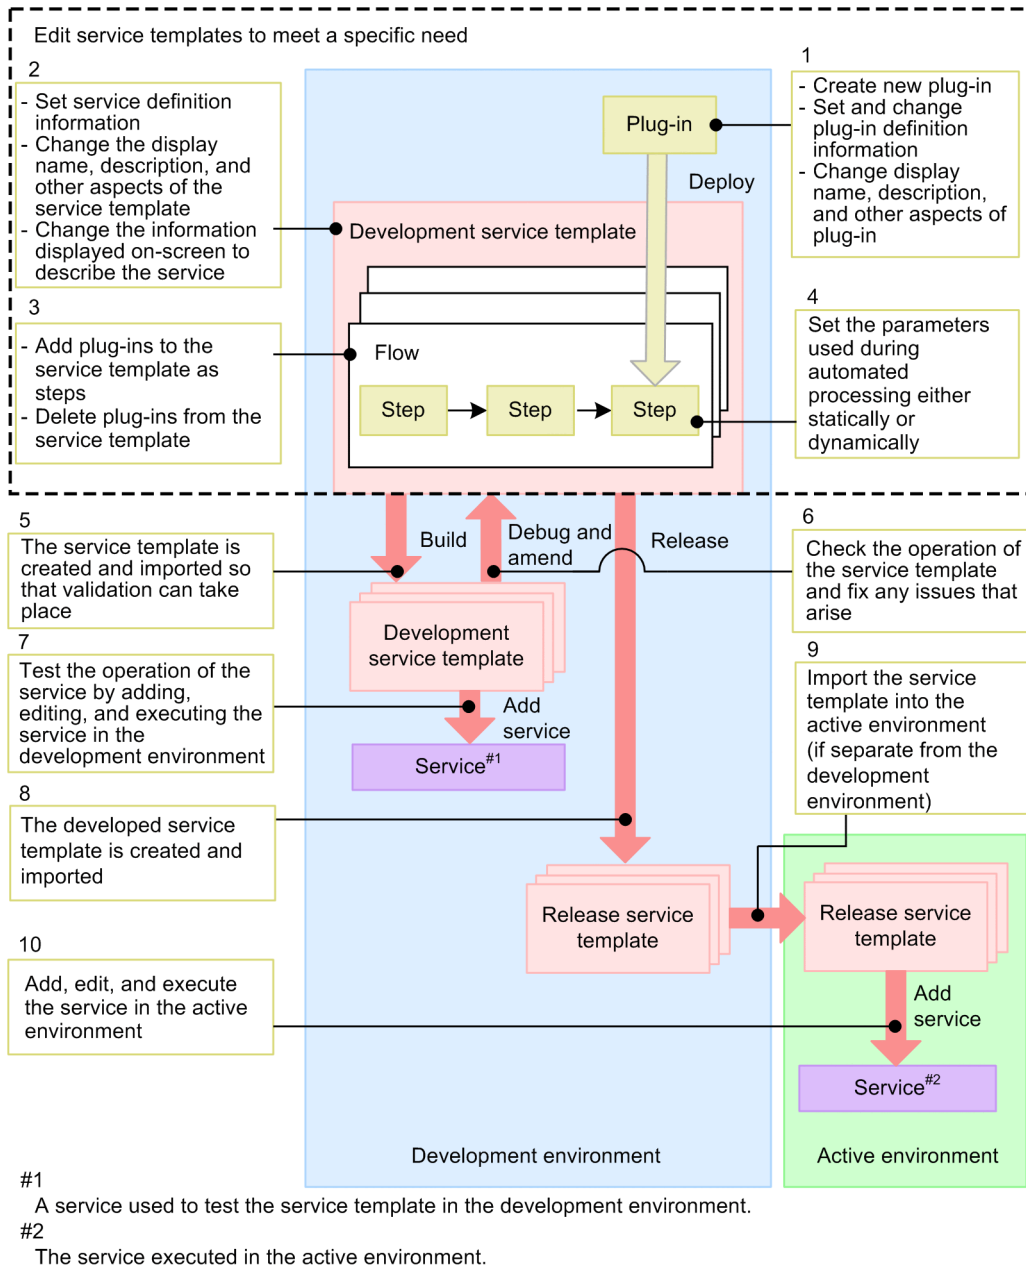 Edit service templates to meet a specific need
2
- Set service definition
information
- Change the display
name, description, and
other aspects of the
service template
- Change the information
displayed on-screen to
describe the service
1
- Create new plug-in
- Set and change
plug-in definition
information
- Change display
name, description,
and other aspects of
plug-in
Plug-in
Deploy
Development service template
3
- Add plug-ins to the
service template as
steps
- Delete plug-ins from the
service template
Flow
Step
Step
Step
4
Set the parameters
used during
automated
processing either
statically or
dynamically
5
The service template is
created and imported so
that validation can take
place
Build
Debug and
amend
Release
6
Check the operation of
the service template
and fix any issues that
arise
Development
service template
7
Test the operation of the
service by adding,
editing, and executing the
service in the
development environment
Add
service
Service#1
9
Import the service
template into the
active environment
(if separate from the
development
environment)
8
The developed service
template is created and
imported
Release service
template
Release service
template
10
Add, edit, and execute
the service in the active
environment
Add
service
Service#2
Development environment
Active environment
#1
A service used to test the service template in the development environment.
#2
The service executed in the active environment.